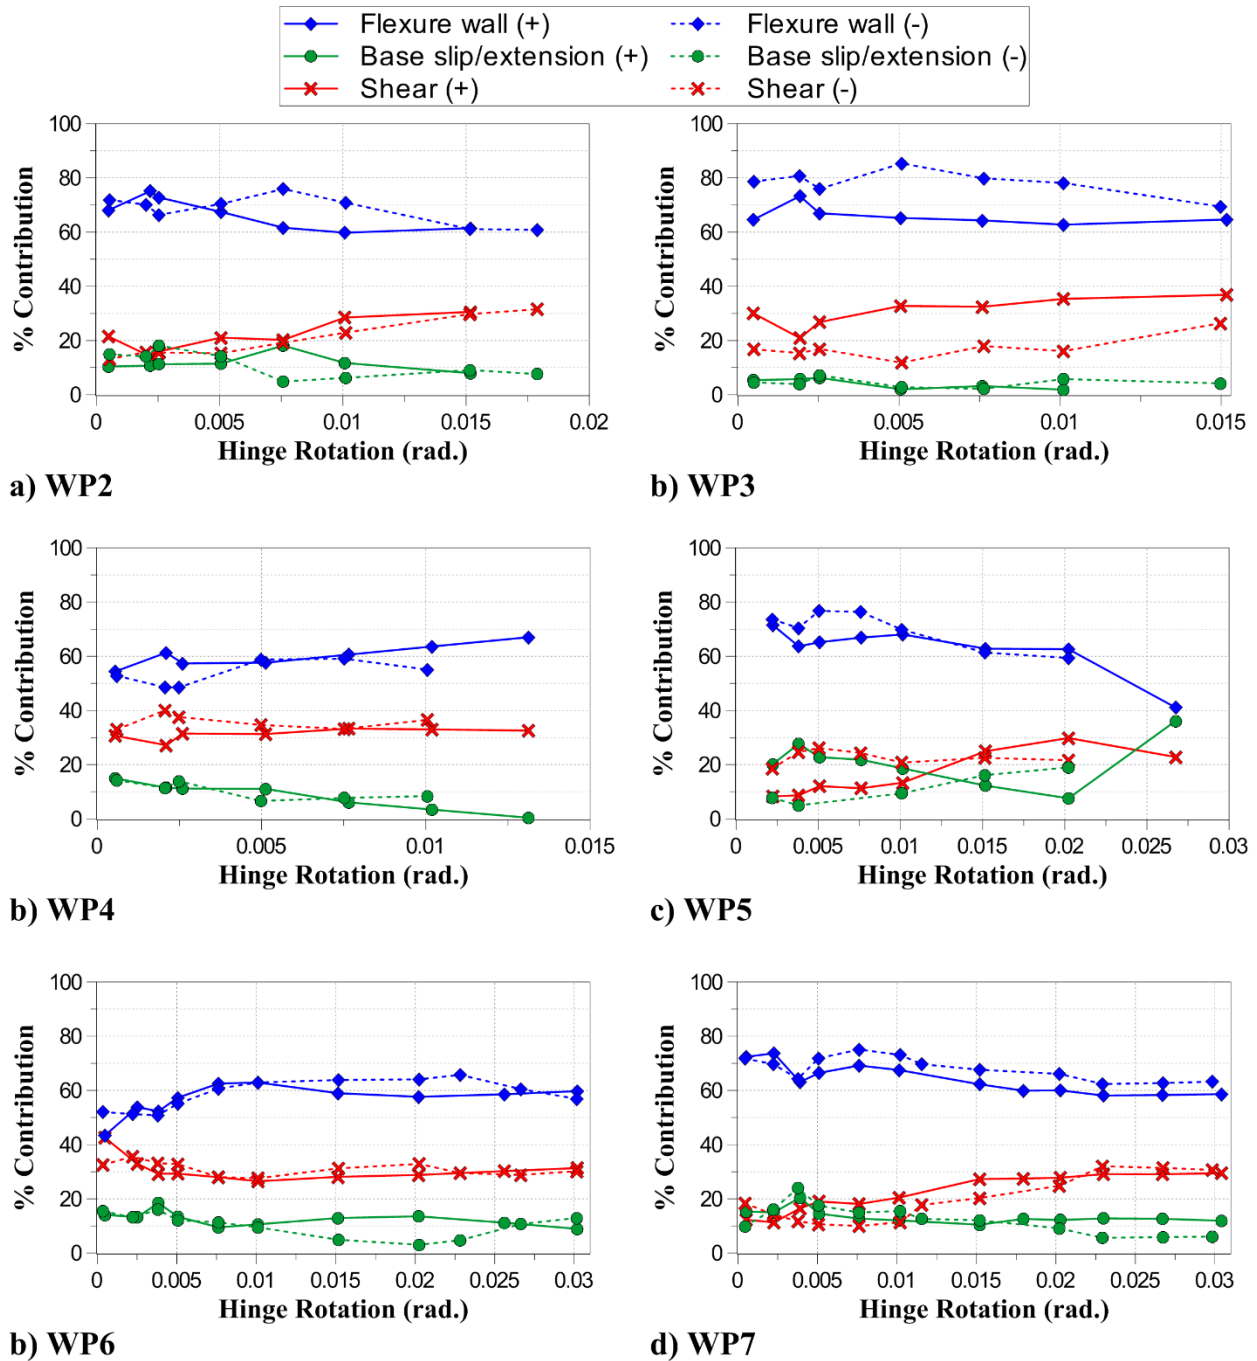 Flexure wall (+) Flexure wall (-)
Base slip/extension (+) Base slip/extension (-)
Shear (+) Shear (-)
100 100
80 80
60 60
40 40
20 20
0 0
% Contribution % Contribution
0 0.005 0.01 0.015 0.02 0 0.005 0.01 0.015
Hinge Rotation (rad.) Hinge Rotation (rad.)
a) WP2 b) WP3
100 100
80 80
60 60
40 40
20 20
0 0
% Contribution % Contribution
0 0.005 0.01 0.015 0 0.005 0.01 0.015 0.02 0.025 0.03
Hinge Rotation (rad.) Hinge Rotation (rad.)
b) WP4 c) WP5
100 100
80 80
60 60
40 40
20 20
0 0
% Contribution % Contribution
0 0.005 0.01 0.015 0.02 0.025 0.03 0 0.005 0.01 0.015 0.02 0.025 0.03
Hinge Rotation (rad.) Hinge Rotation (rad.)
b) WP6 d) WP7